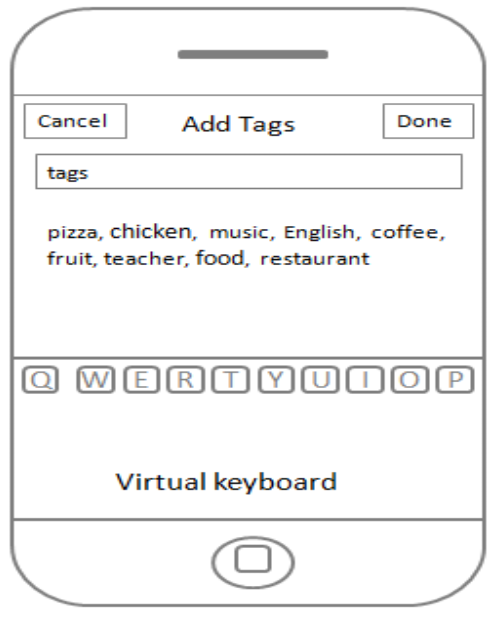 Cancel Add Tags Done
tags
pizza, chicken, music, English, coffee,
fruit, teacher, food, restaurant
Q W E R T Y U I O P
Virtual keyboard